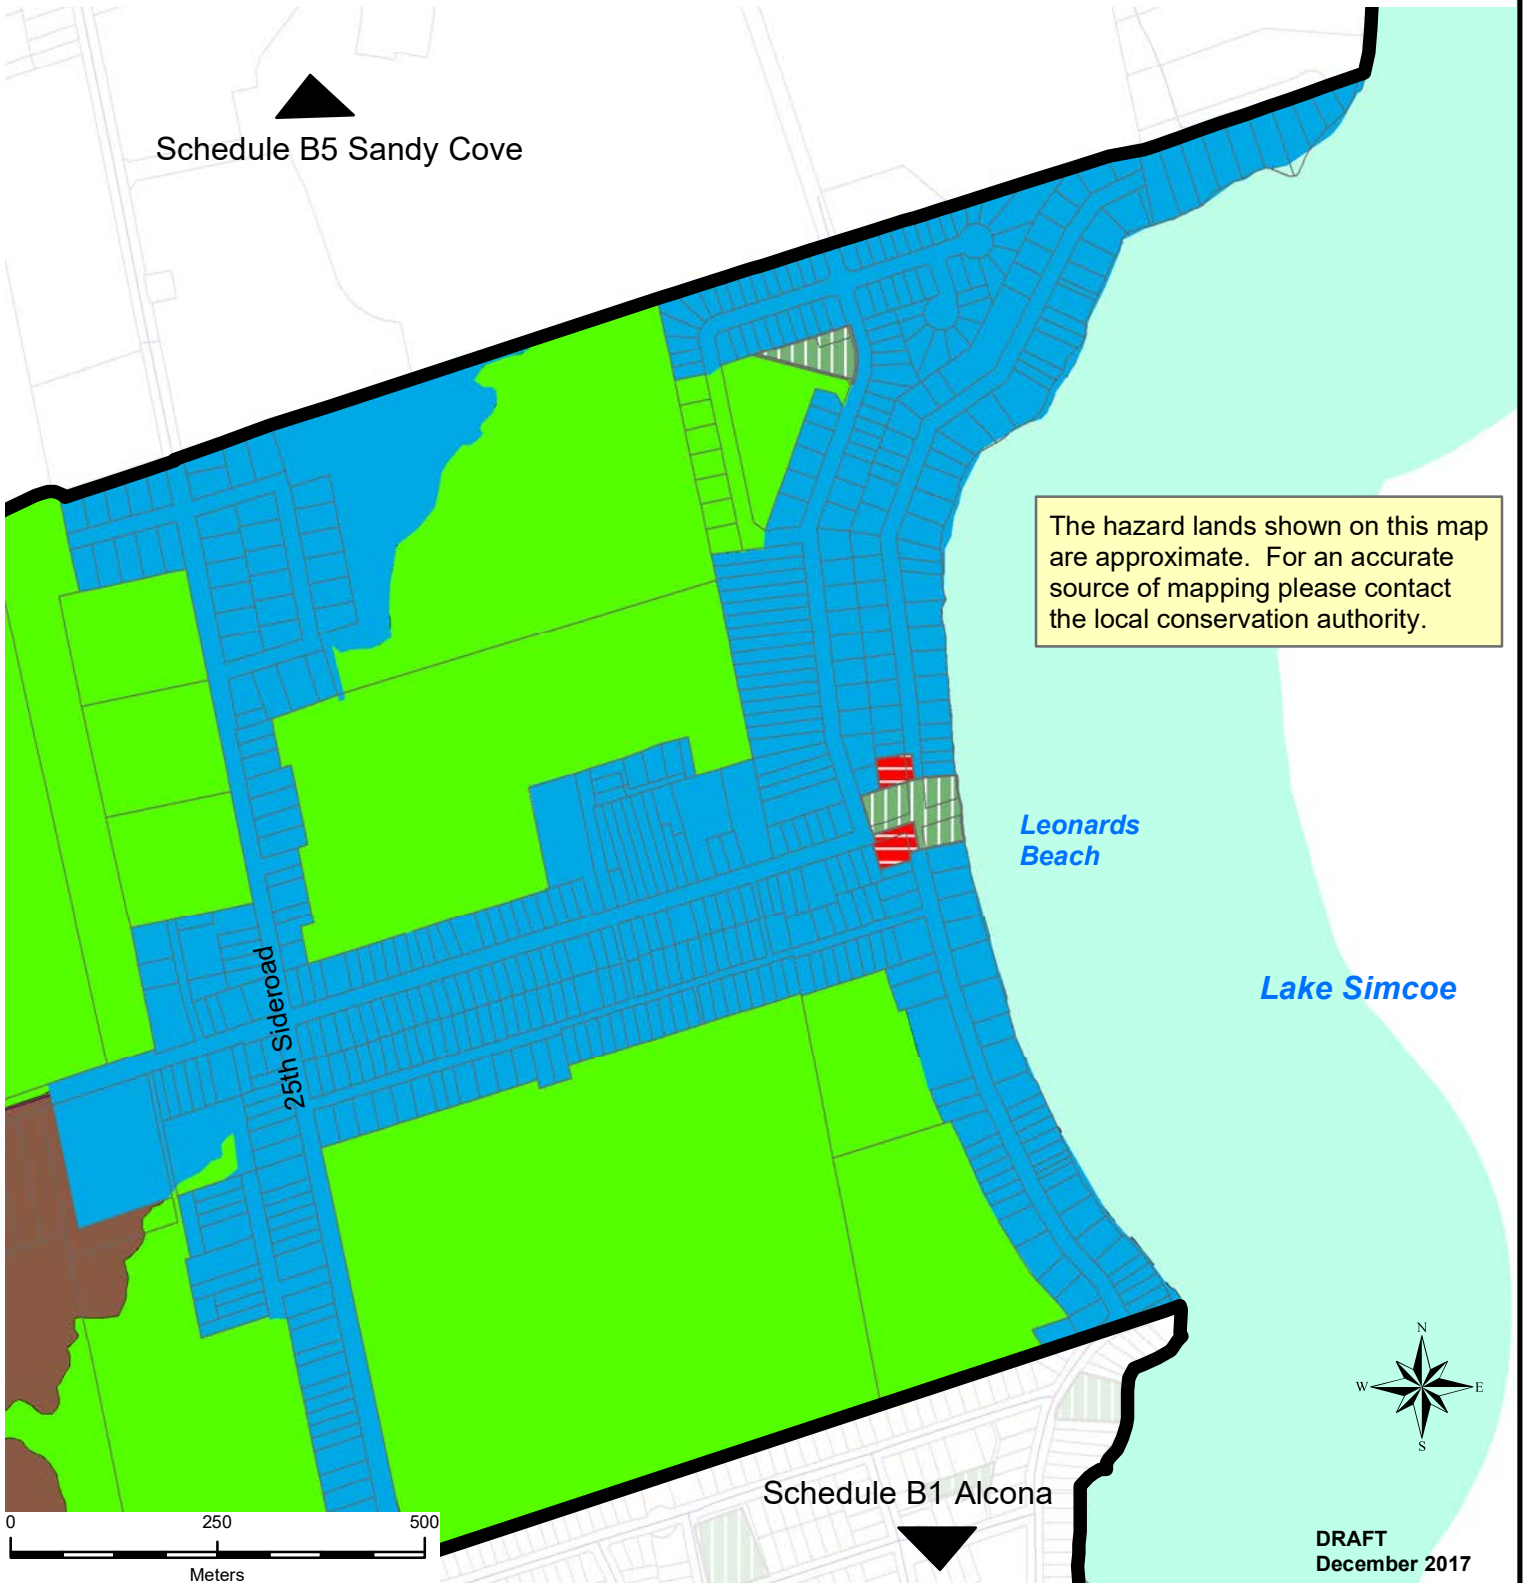 Schedule B5 Sandy Cove
The hazard lands shown on this map
are approximate.  For an accurate
source of mapping please contact
the local conservation authority.
Leonards
Beach
25th Sideroad
Lake Simcoe
N
W
E
S
Schedule B1 Alcona
0
250
500
Meters
DRAFT
December 2017